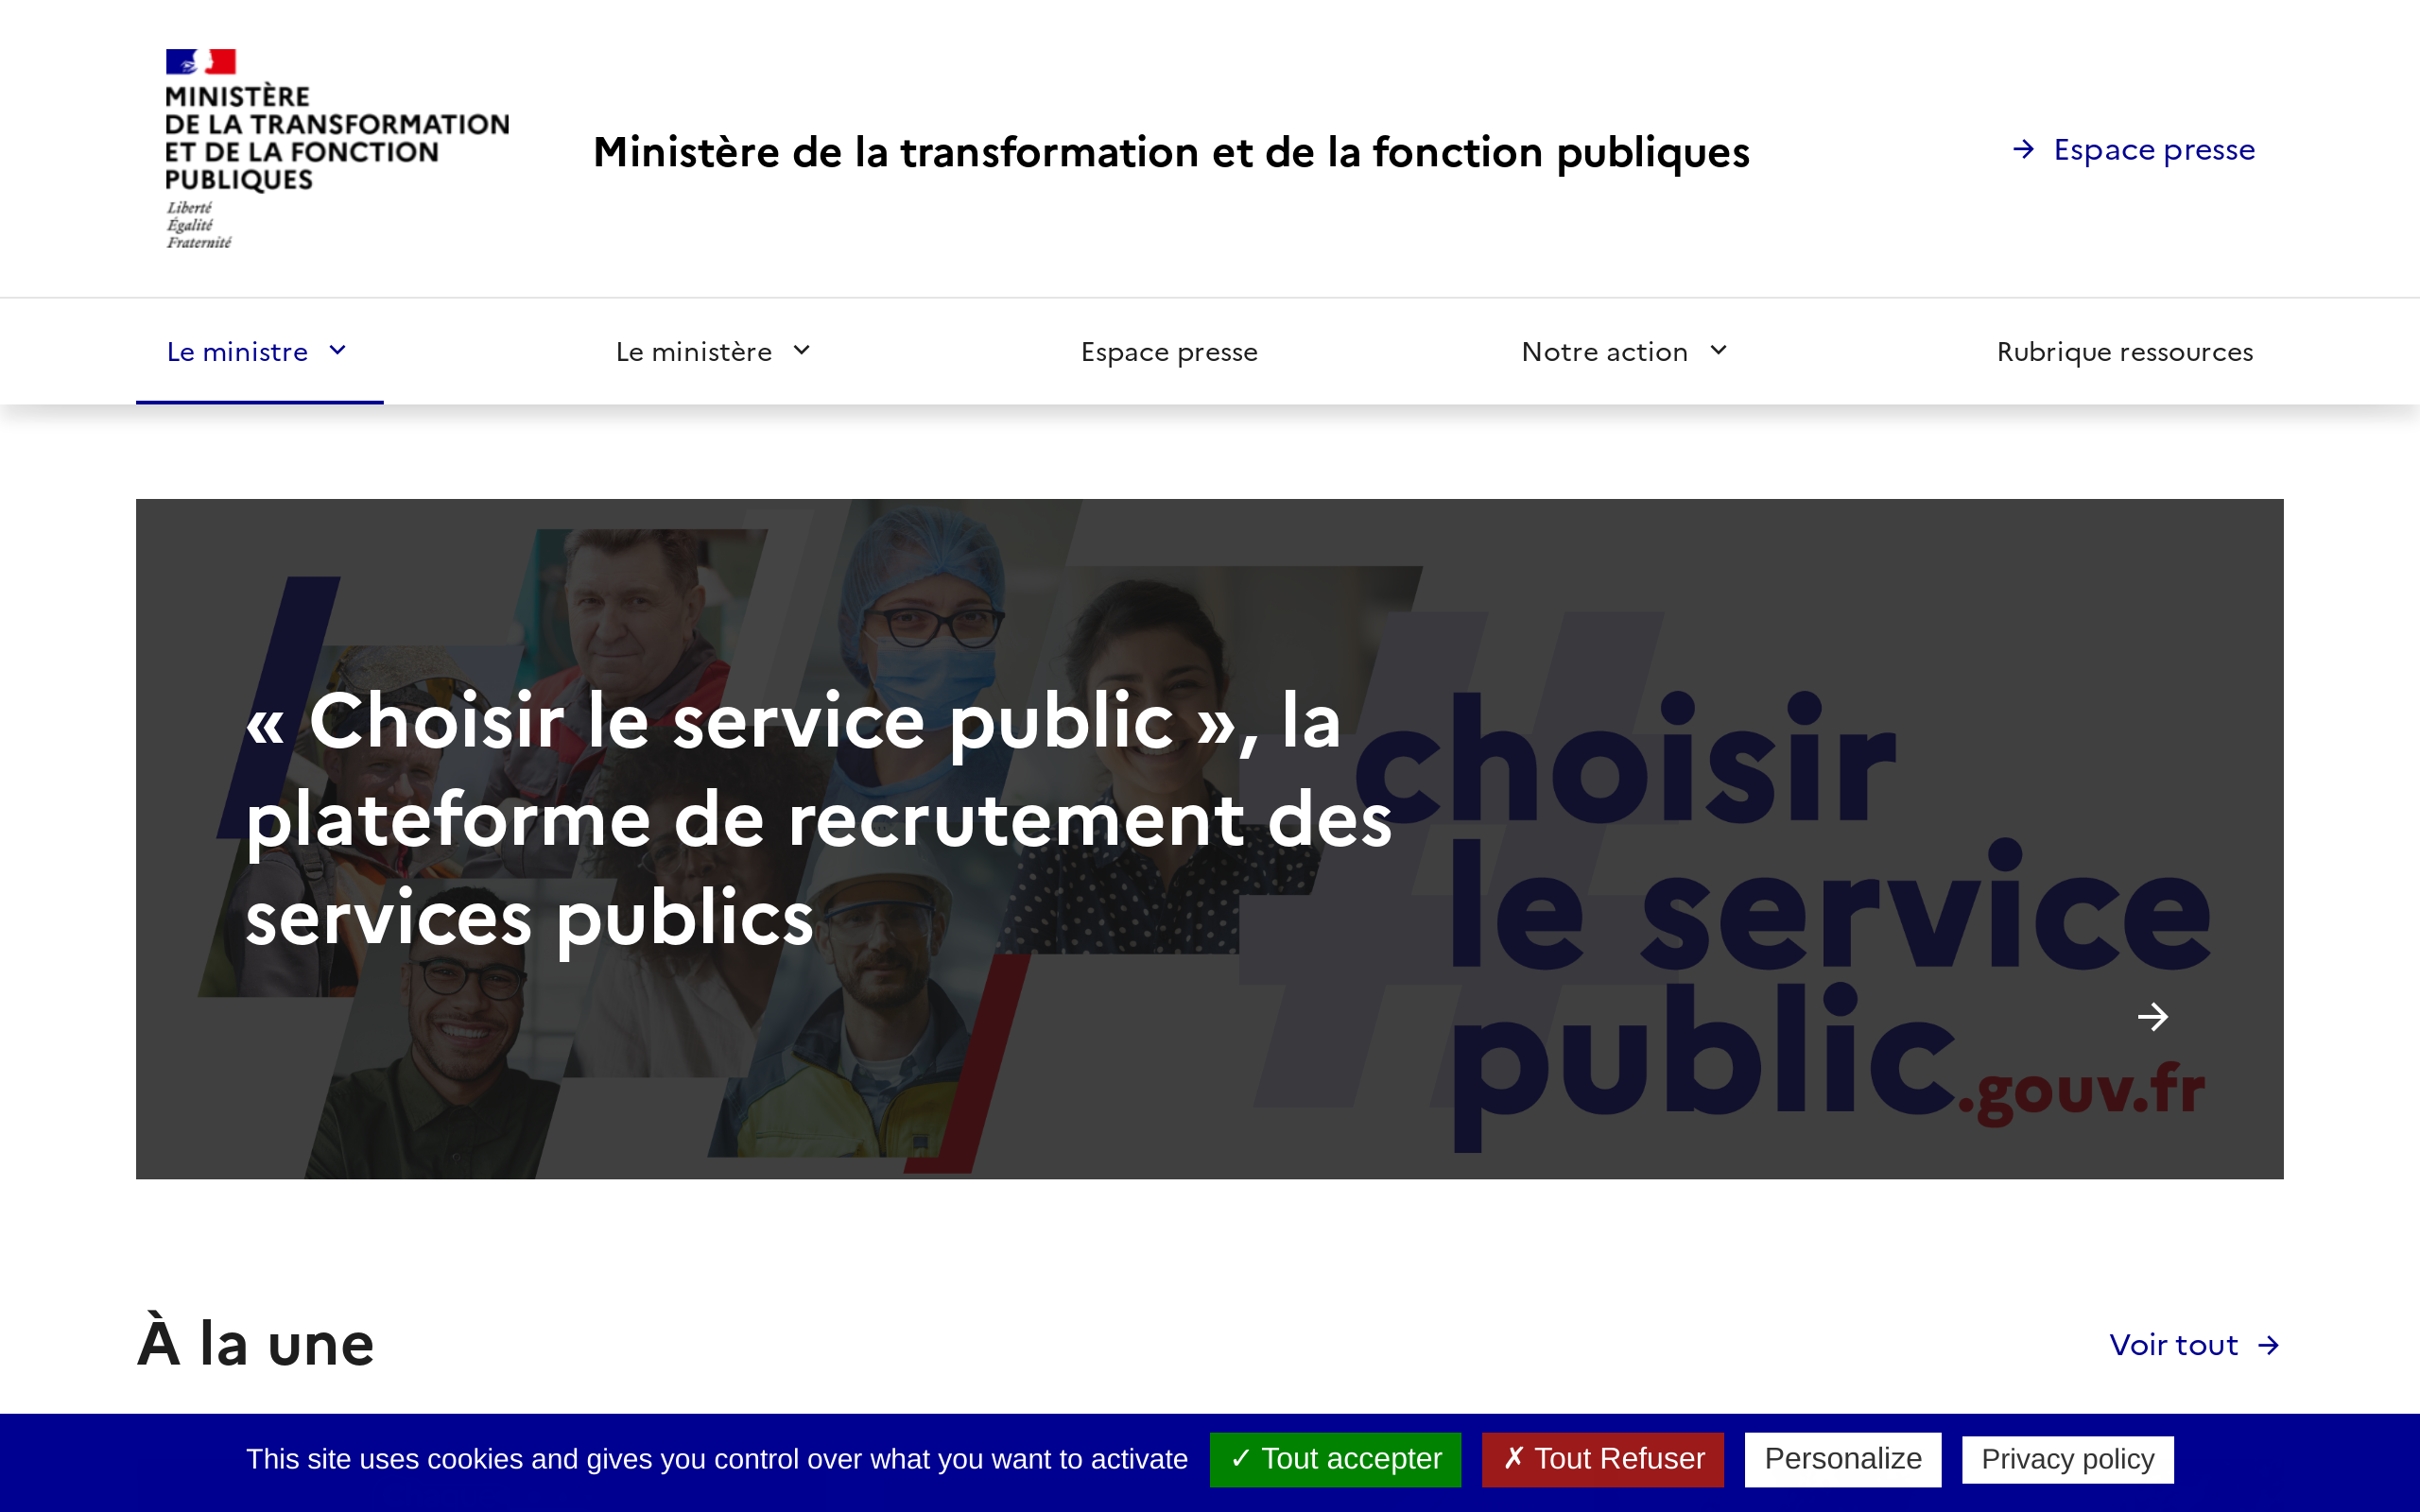 MINISTÈRE
DE LA TRANSFORMATION
ET DE LA FONCTION
PUBLIQUES
Liberté
Égalité
Fraternité
Ministère de la transformation et de la fonction publiques
Espace presse
Le ministre
Le ministère
Espace presse
Notre action
Rubrique ressources
« Choisir le service public », la
plateforme de recrutement des
services publics
choisir
le service
public
.gouv.fr
À la une
Voir tout
This site uses cookies and gives you control over what you want to activate
✓ Tout accepter
✗ Tout Refuser
Personalize
Privacy policy